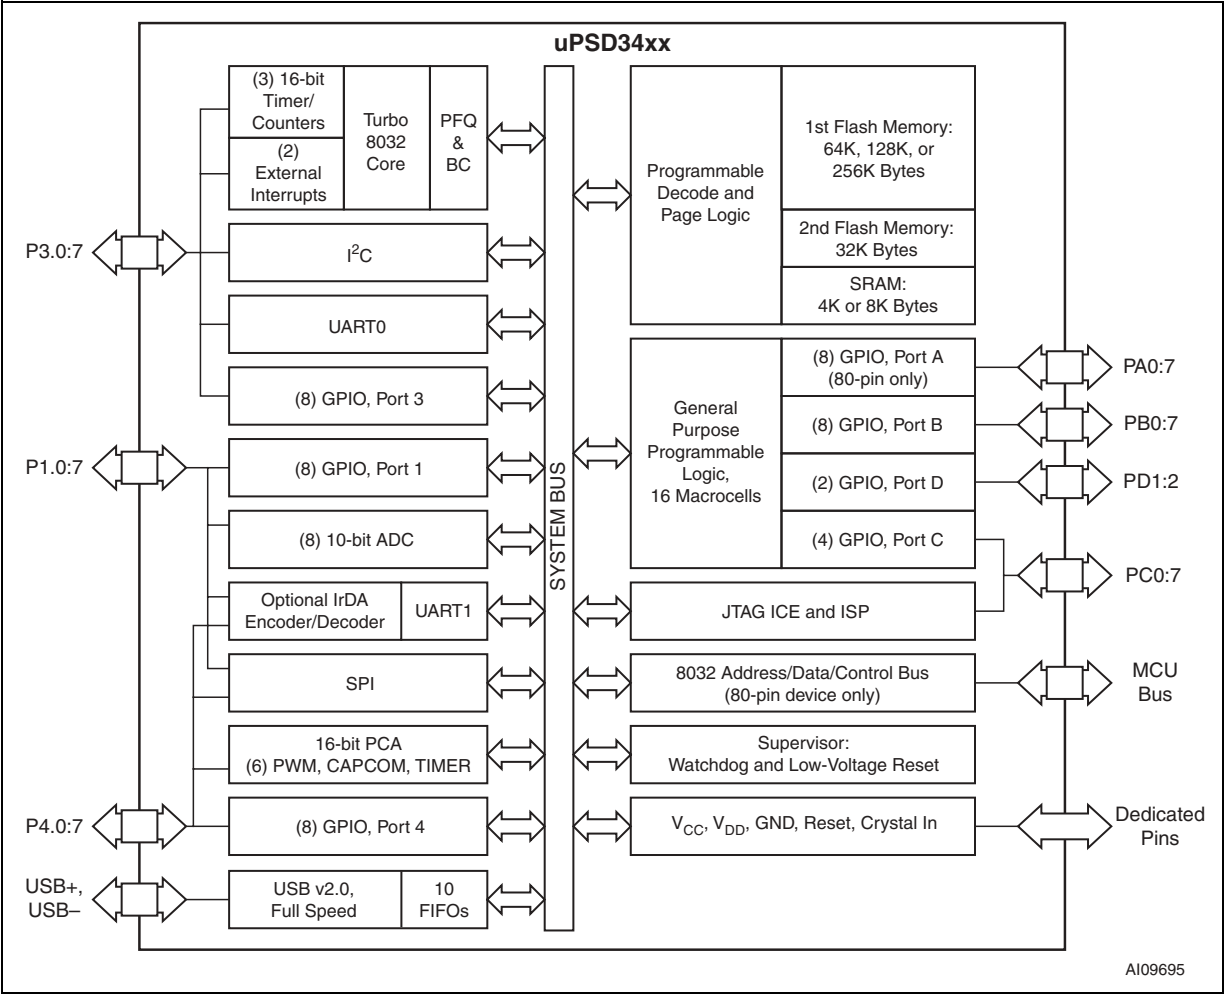 uPSD34xx
(3) 16-bit
Timer/
Counters
(2)
External
Interrupts
Turbo
8032
Core
PFQ
&
BC
P3.0:7
I2C
UART0
(8) GPIO, Port 3
P1.0:7
(8) GPIO, Port 1
(8) 10-bit ADC
Optional IrDA
Encoder/Decoder
UART1
SPI
16-bit PCA
(6) PWM, CAPCOM, TIMER
P4.0:7
(8) GPIO, Port 4
USB+,
USB–
USB v2.0,
Full Speed
10
FIFOs
SYSTEM BUS
Programmable
Decode and
Page Logic
1st Flash Memory:
64K, 128K, or
256K Bytes
2nd Flash Memory:
32K Bytes
SRAM:
4K or 8K Bytes
General
Purpose
Programmable
Logic,
16 Macrocells
(8) GPIO, Port A
(80-pin only)
PA0:7
(8) GPIO, Port B
PB0:7
(2) GPIO, Port D
PD1:2
(4) GPIO, Port C
PC0:7
JTAG ICE and ISP
8032 Address/Data/Control Bus
(80-pin device only)
MCU
Bus
Supervisor:
Watchdog and Low-Voltage Reset
VCC, VDD, GND, Reset, Crystal In
Dedicated
Pins
AI09695